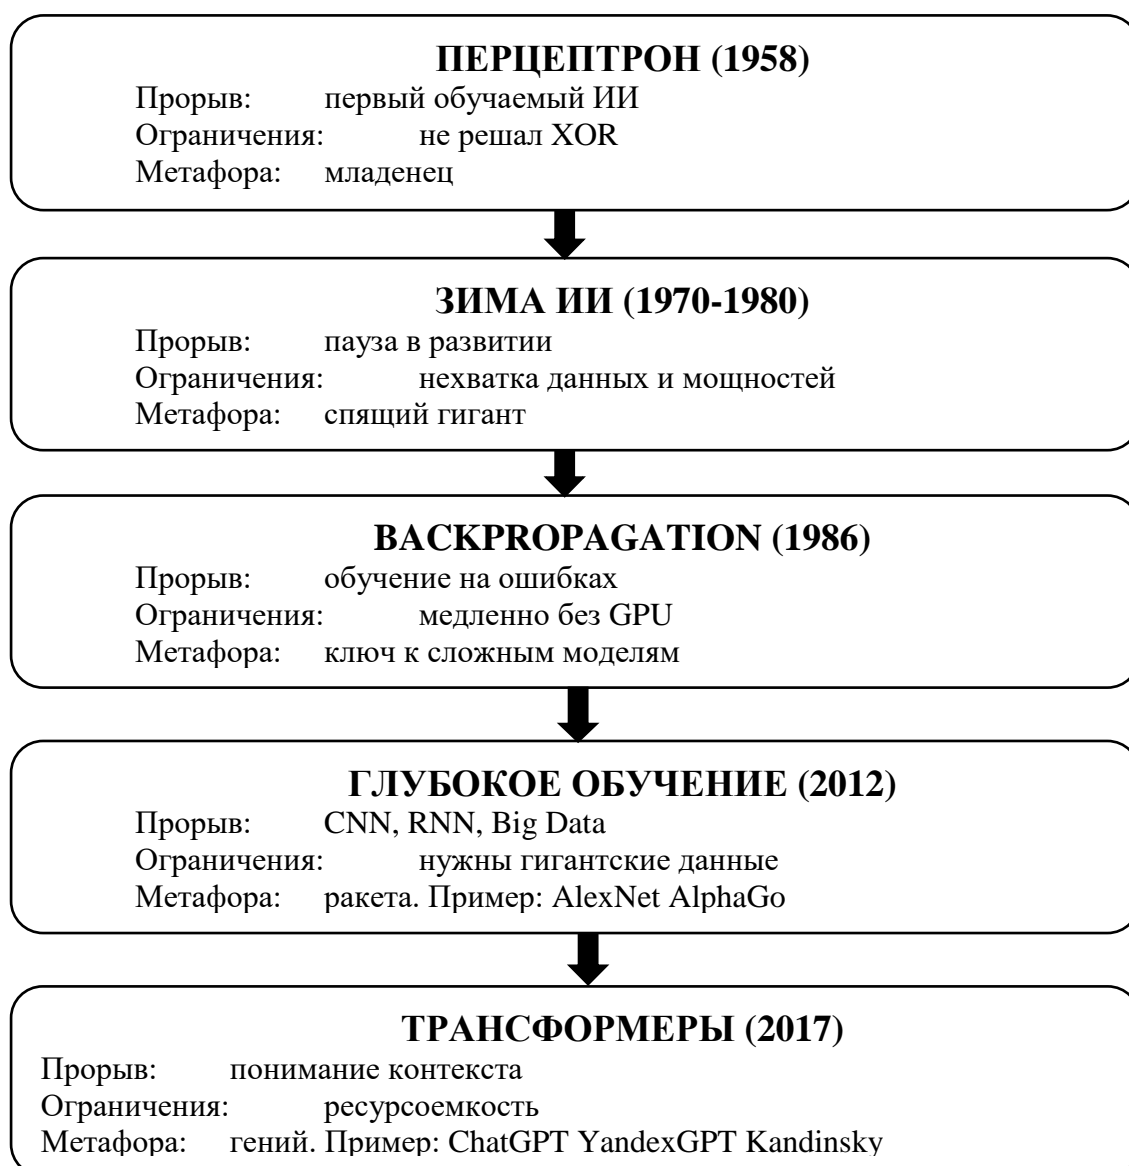 ПЕРЦЕПТРОН (1958)
Прорыв: первый обучаемый ИИ
Ограничения: не решал XOR
Метафора: младенец
ЗИМА ИИ (1970-1980)
Прорыв: пауза в развитии
Ограничения: нехватка данных и мощностей
Метафора: спящий гигант
BACKPROPAGATION (1986)
Прорыв: обучение на ошибках
Ограничения: медленно без GPU
Метафора: ключ к сложным моделям
ГЛУБОКОЕ ОБУЧЕНИЕ (2012)
Прорыв: CNN, RNN, Big Data
Ограничения: нужны гигантские данные
Метафора: ракета. Пример: AlexNet AlphaGo
ТРАНСФОРМЕРЫ (2017)
Прорыв: понимание контекста
Ограничения: ресурсоемкость
Метафора: гений. Пример: ChatGPT YandexGPT Kandinsky